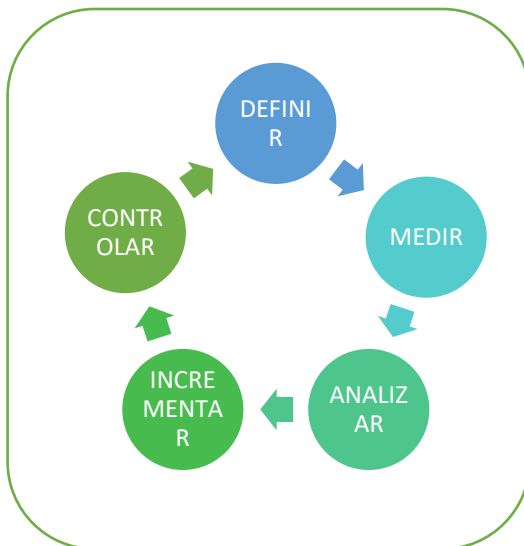 DEFINI
R
MEDIR
ANALIZ
AR
INCRE
MENTA
R
CONTR
OLAR